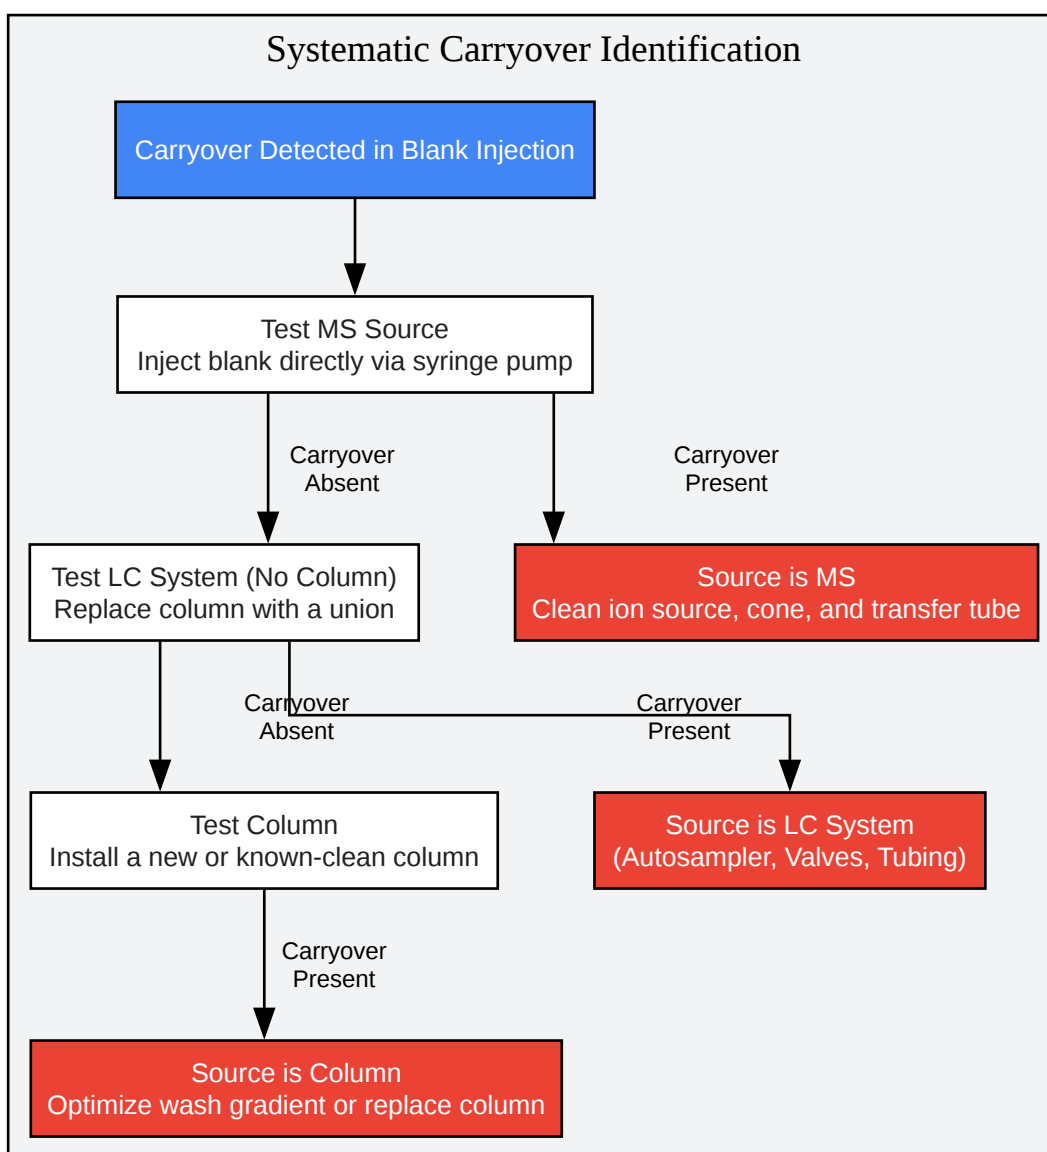 Systematic Carryover Identification
Carryover Detected in Blank Injection
Test MS Source
Inject blank directly via syringe pump
Carryover
Absent
Carryover
Present
Test LC System (No Column)
Replace column with a union
Source is MS
Clean ion source, cone, and transfer tube
Carryover
Absent
Carryover
Present
Test Column
Install a new or known-clean column
Source is LC System
(Autosampler, Valves, Tubing)
Carryover
Present
Source is Column
Optimize wash gradient or replace column